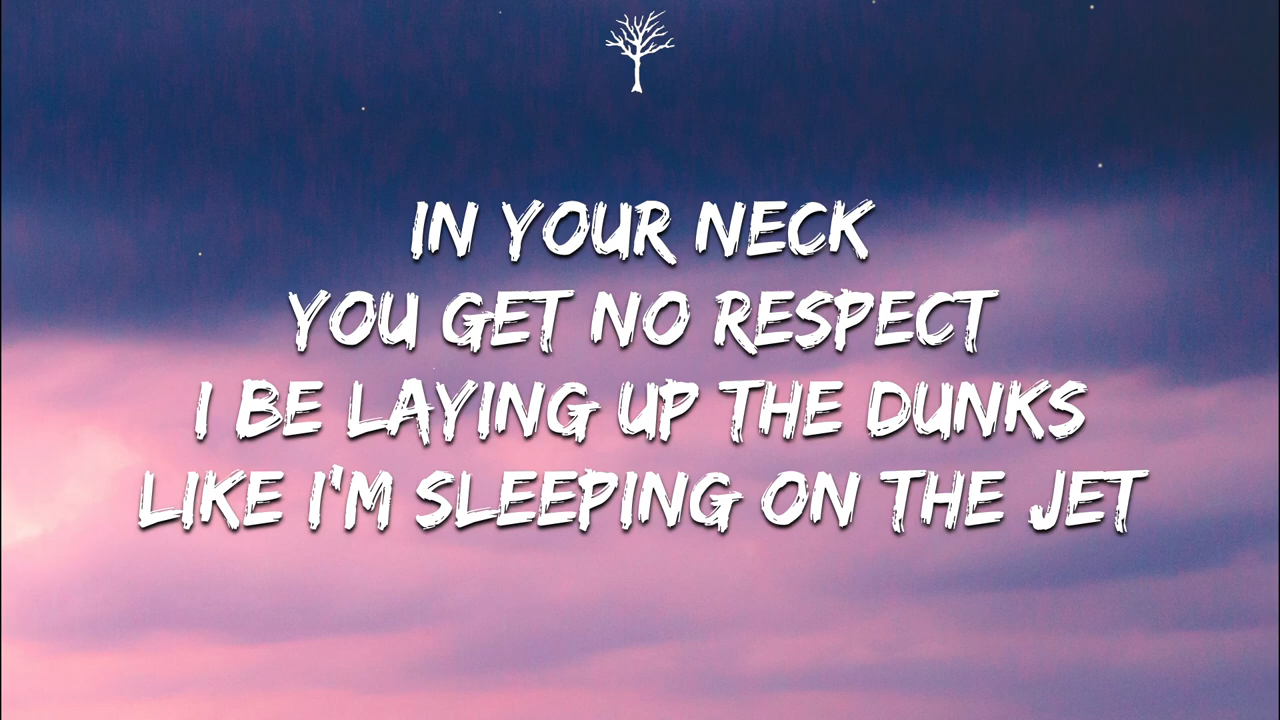 IN YOUR NECK
YOU GET NO RESPECT
I BE LAYING UP THE DUNKS
LIKE I'M SLEEPING ON THE JET